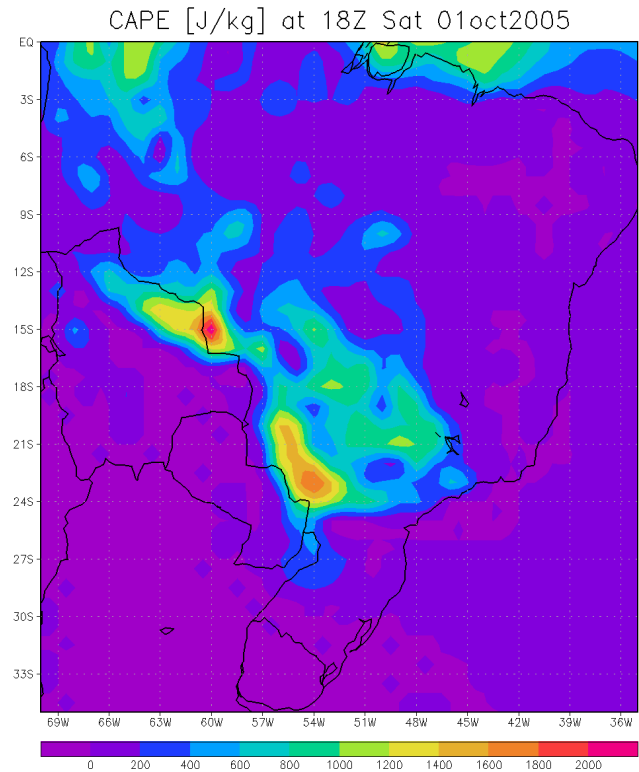 CAPE [J/kg] at 18Z Sat 01oct2005
EQ
3S
6S
9S
12S
15S
18S
21S
24S
27S
30S
33S
69W 66W 63W 60W 57W 54W 51W 48W 45W 42W 39W 36W
0 200 400 600 800 1000 1200 1400 1600 1800 2000